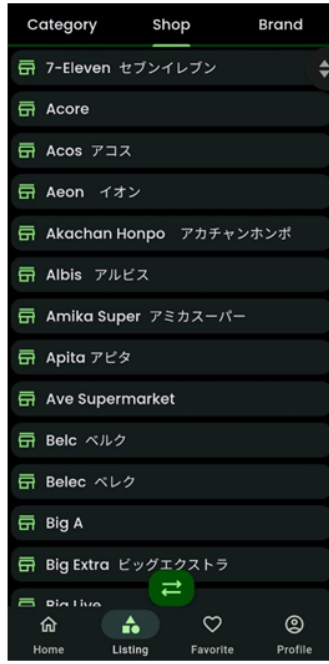 Category Shop Brand
7-Eleven セブンイレブン
Acore
Acos アコス
Aeon イオン
Akachan Honpo アカチャンホンポ
Albis アルビス
Amika Super アミカスーパー
Apita アピタ
Ave Supermarket
Belc ベルク
Belec ベレク
Big A
Big Extra ビッグエクストラ
Big Live
Home Listing Favorite Profile